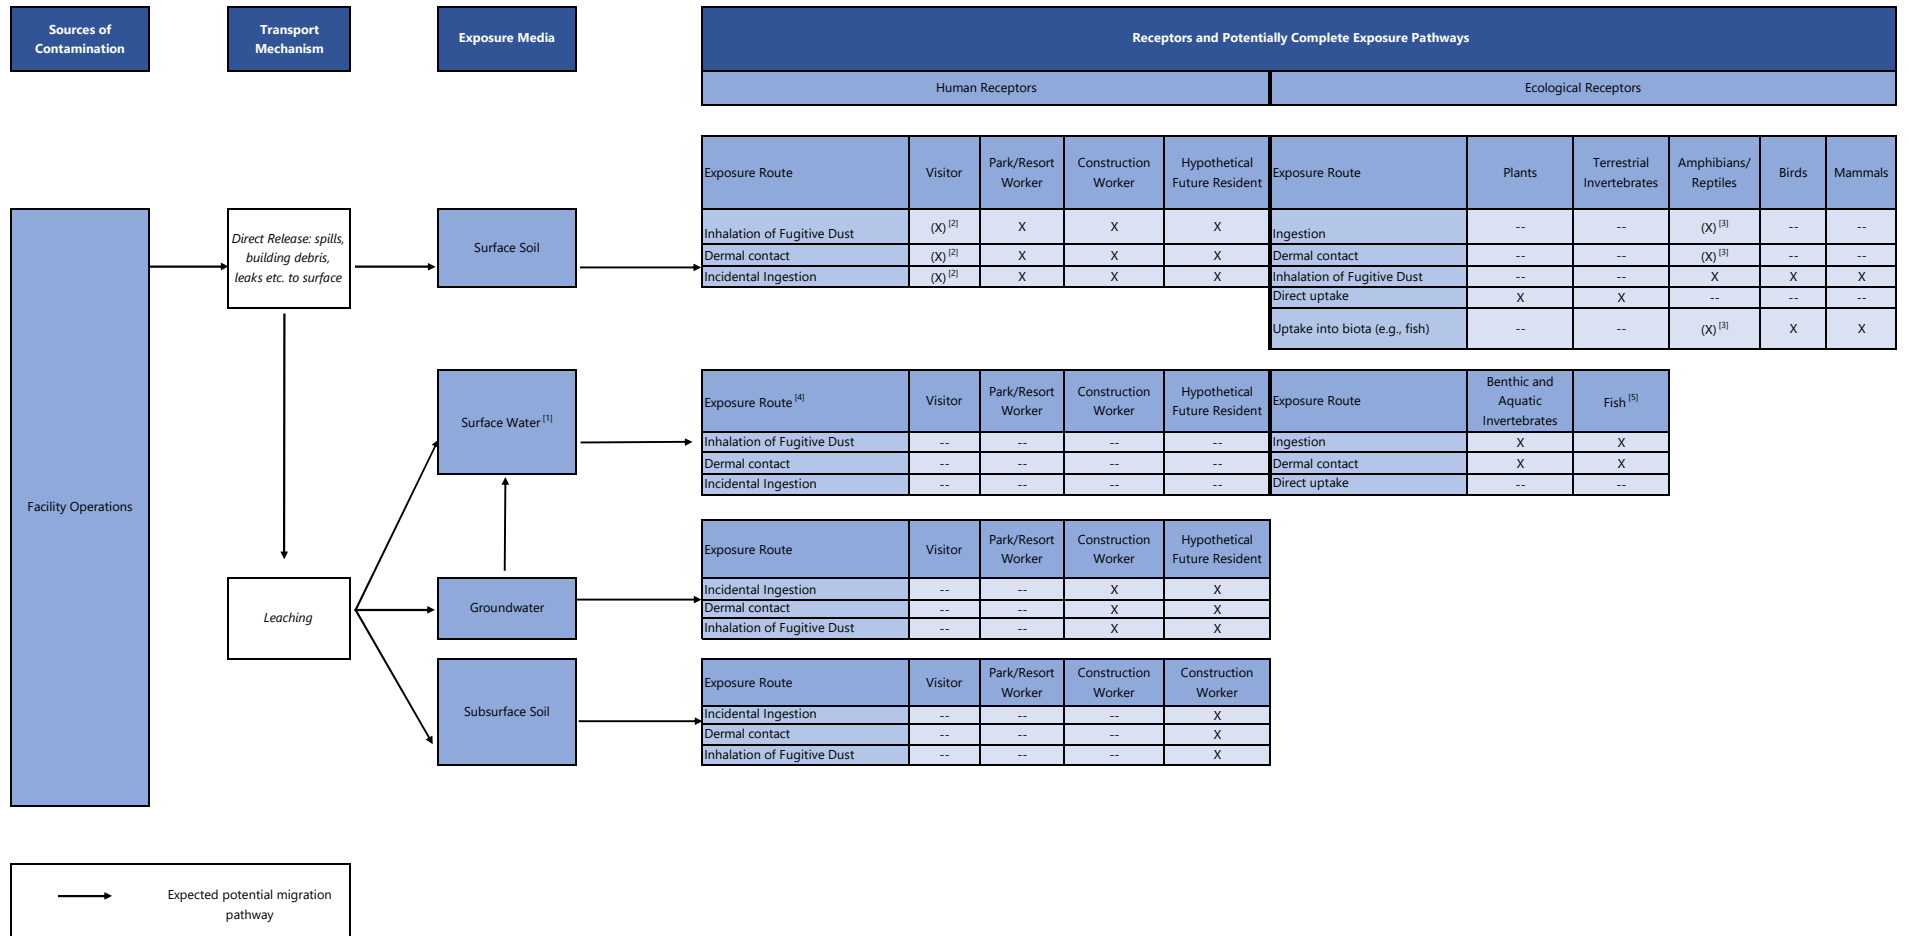 Sources of
Contamination
Transport
Mechanism
Exposure Media
Receptors and Potentially Complete Exposure Pathways
Human Receptors
Ecological Receptors
Exposure Route
Visitor
Park/Resort
Worker
Construction
Worker
Hypothetical
Future Resident
Exposure Route
Plants
Terrestrial
Invertebrates
Amphibians/
Reptiles
Birds
Mammals
Facility Operations
Direct Release: spills,
building debris,
leaks etc. to surface
Surface Soil
Inhalation of Fugitive Dust (X) [2] X X X Ingestion -- -- (X) [3] -- --
Dermal contact (X) [2] X X X Dermal contact -- -- (X) [3] -- --
Incidental Ingestion (X) [2] X X X Inhalation of Fugitive Dust -- -- X X X
Direct uptake X X -- -- --
Uptake into biota (e.g., fish) -- -- (X) [3] X X
Surface Water [1]
Exposure Route [4]
Visitor
Park/Resort
Worker
Construction
Worker
Hypothetical
Future Resident
Exposure Route
Benthic and
Aquatic
Invertebrates
Fish [5]
Inhalation of Fugitive Dust -- -- -- -- Ingestion X X
Dermal contact -- -- -- -- Dermal contact X X
Incidental Ingestion -- -- -- -- Direct uptake -- --
Leaching
Groundwater
Exposure Route
Visitor
Park/Resort
Worker
Construction
Worker
Hypothetical
Future Resident
Incidental Ingestion -- -- X X
Dermal contact -- -- X X
Inhalation of Fugitive Dust -- -- X X
Subsurface Soil
Exposure Route
Visitor
Park/Resort
Worker
Construction
Worker
Construction
Worker
Incidental Ingestion -- -- -- X
Dermal contact -- -- -- X
Inhalation of Fugitive Dust -- -- -- X
Expected potential migration
pathway